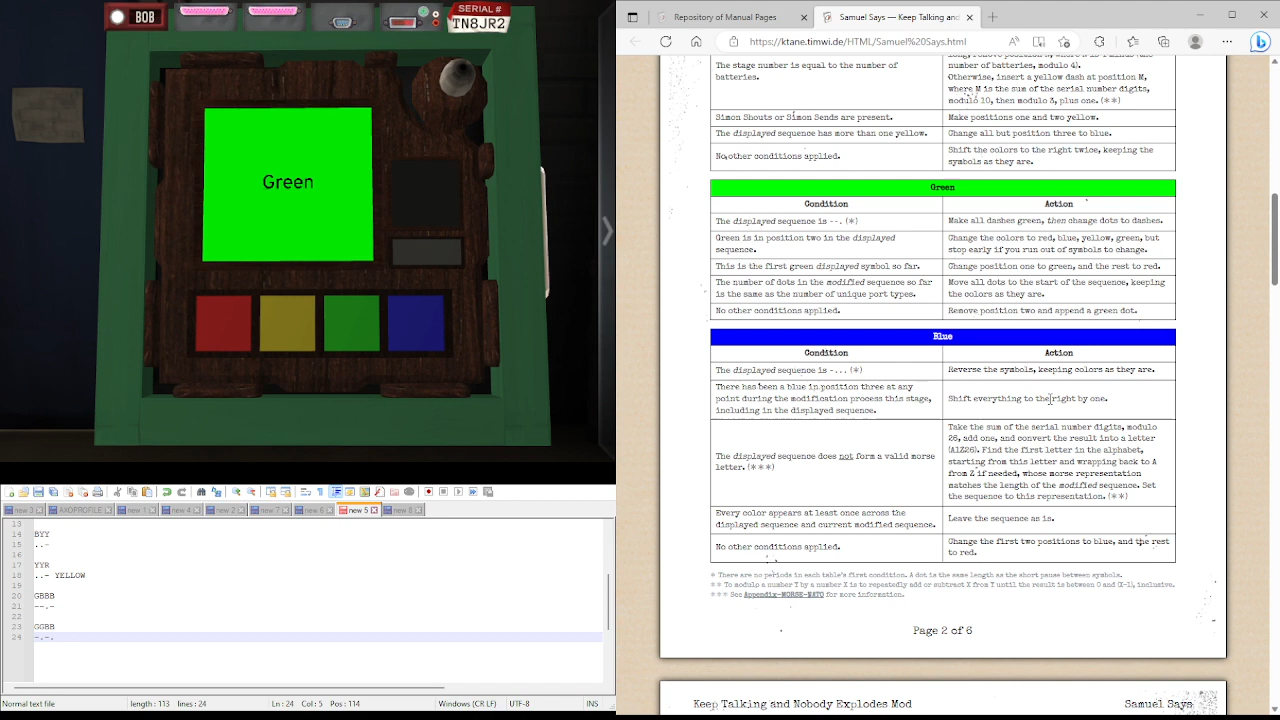 BOB
SERIAL #
TN8JR2
Green
Repository of Manual Pages
Samuel Says — Keep Talking and
https://ktane.timwi.de/HTML/Samuel%20Says.html
The stage number is equal to the number of batteries.
number of batteries, modulo 4).
Otherwise, insert a yellow dash at position M,
where M is the sum of the serial number digits,
modulo 10, then modulo 3, plus one. (**)
Simon Shouts or Simon Sends are present.
Make positions one and two yellow.
The displayed sequence has more than one yellow.
Change all but position three to blue.
No other conditions applied.
Shift the colors to the right twice, keeping the
symbols as they are.
Green
Condition
Action
The displayed sequence is --. (*)
Make all dashes green, then change dots to dashes.
Green is in position two in the displayed
sequence.
Change the colors to red, blue, yellow, green, but
stop early if you run out of symbols to change.
This is the first green displayed symbol so far.
Change position one to green, and the rest to red.
The number of dots in the modified sequence so far
is the same as the number of unique port types.
Move all dots to the start of the sequence, keeping
the colors as they are.
No other conditions applied.
Remove position two and append a green dot.
Blue
Condition
Action
The displayed sequence is -... (*)
Reverse the symbols, keeping colors as they are.
There has been a blue in position three at any
point during the modification process this stage,
including in the displayed sequence.
Shift everything to the right by one.
The displayed sequence does not form a valid morse
letter. (***)
Take the sum of the serial number digits, modulo
26, add one, and convert the result into a letter
(A1Z26). Find the first letter in the alphabet,
starting from this letter and wrapping back to A
from Z if needed, whose morse representation
matches the length of the modified sequence. Set
the sequence to this representation. (**)
Every color appears at least once across the
displayed sequence and current modified sequence.
Leave the sequence as is.
No other conditions applied.
Change the first two positions to blue, and the rest
to red.
* There are no periods in each table's first condition. A dot is the same length as the short pause between symbols.
** To modulo a number Y by a number X is to repeatedly add or subtract X from Y until the result is between 0 and (X-1), inclusive.
*** See Appendix-MORSE-MATO for more information.
Page 2 of 6
Keep Talking and Nobody Explodes Mod
Samuel Says
new 3
AXOPROFILE
new 1
new 4
new 2
new 7
new 6
new 5
new 8
13
14 BYY
15 ..-
16
17 YYR
18 ..- YELLOW
19
20 GBBB
21 --.-
22
23 GGBB
24 -.-.
Normal text file
length : 113 lines : 24
Ln : 24 Col : 5 Pos : 114
Windows (CR LF)
UTF-8
INS